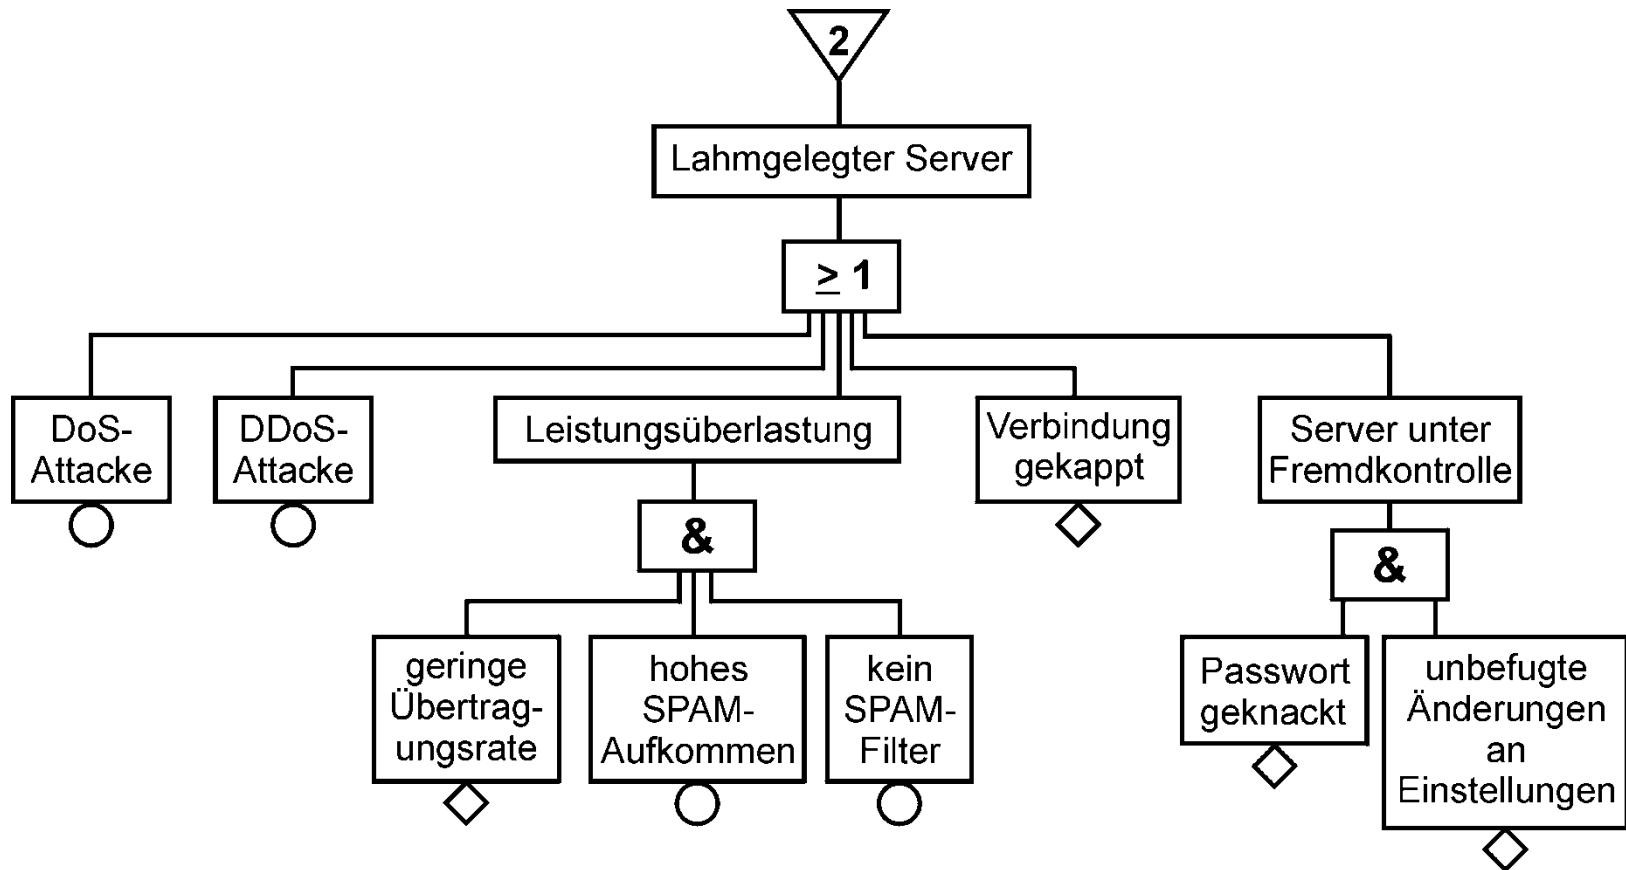 2
Lahmgelegter Server
≥ 1
DoS-
Attacke
DDoS-
Attacke
Leistungsüberlastung
Verbindung
gekappt
Server unter
Fremdkontrolle
&
&
geringe
Übertrag-
ungsrate
hohes
SPAM-
Aufkommen
kein
SPAM-
Filter
Passwort
geknackt
unbefugte
Änderungen
an
Einstellungen